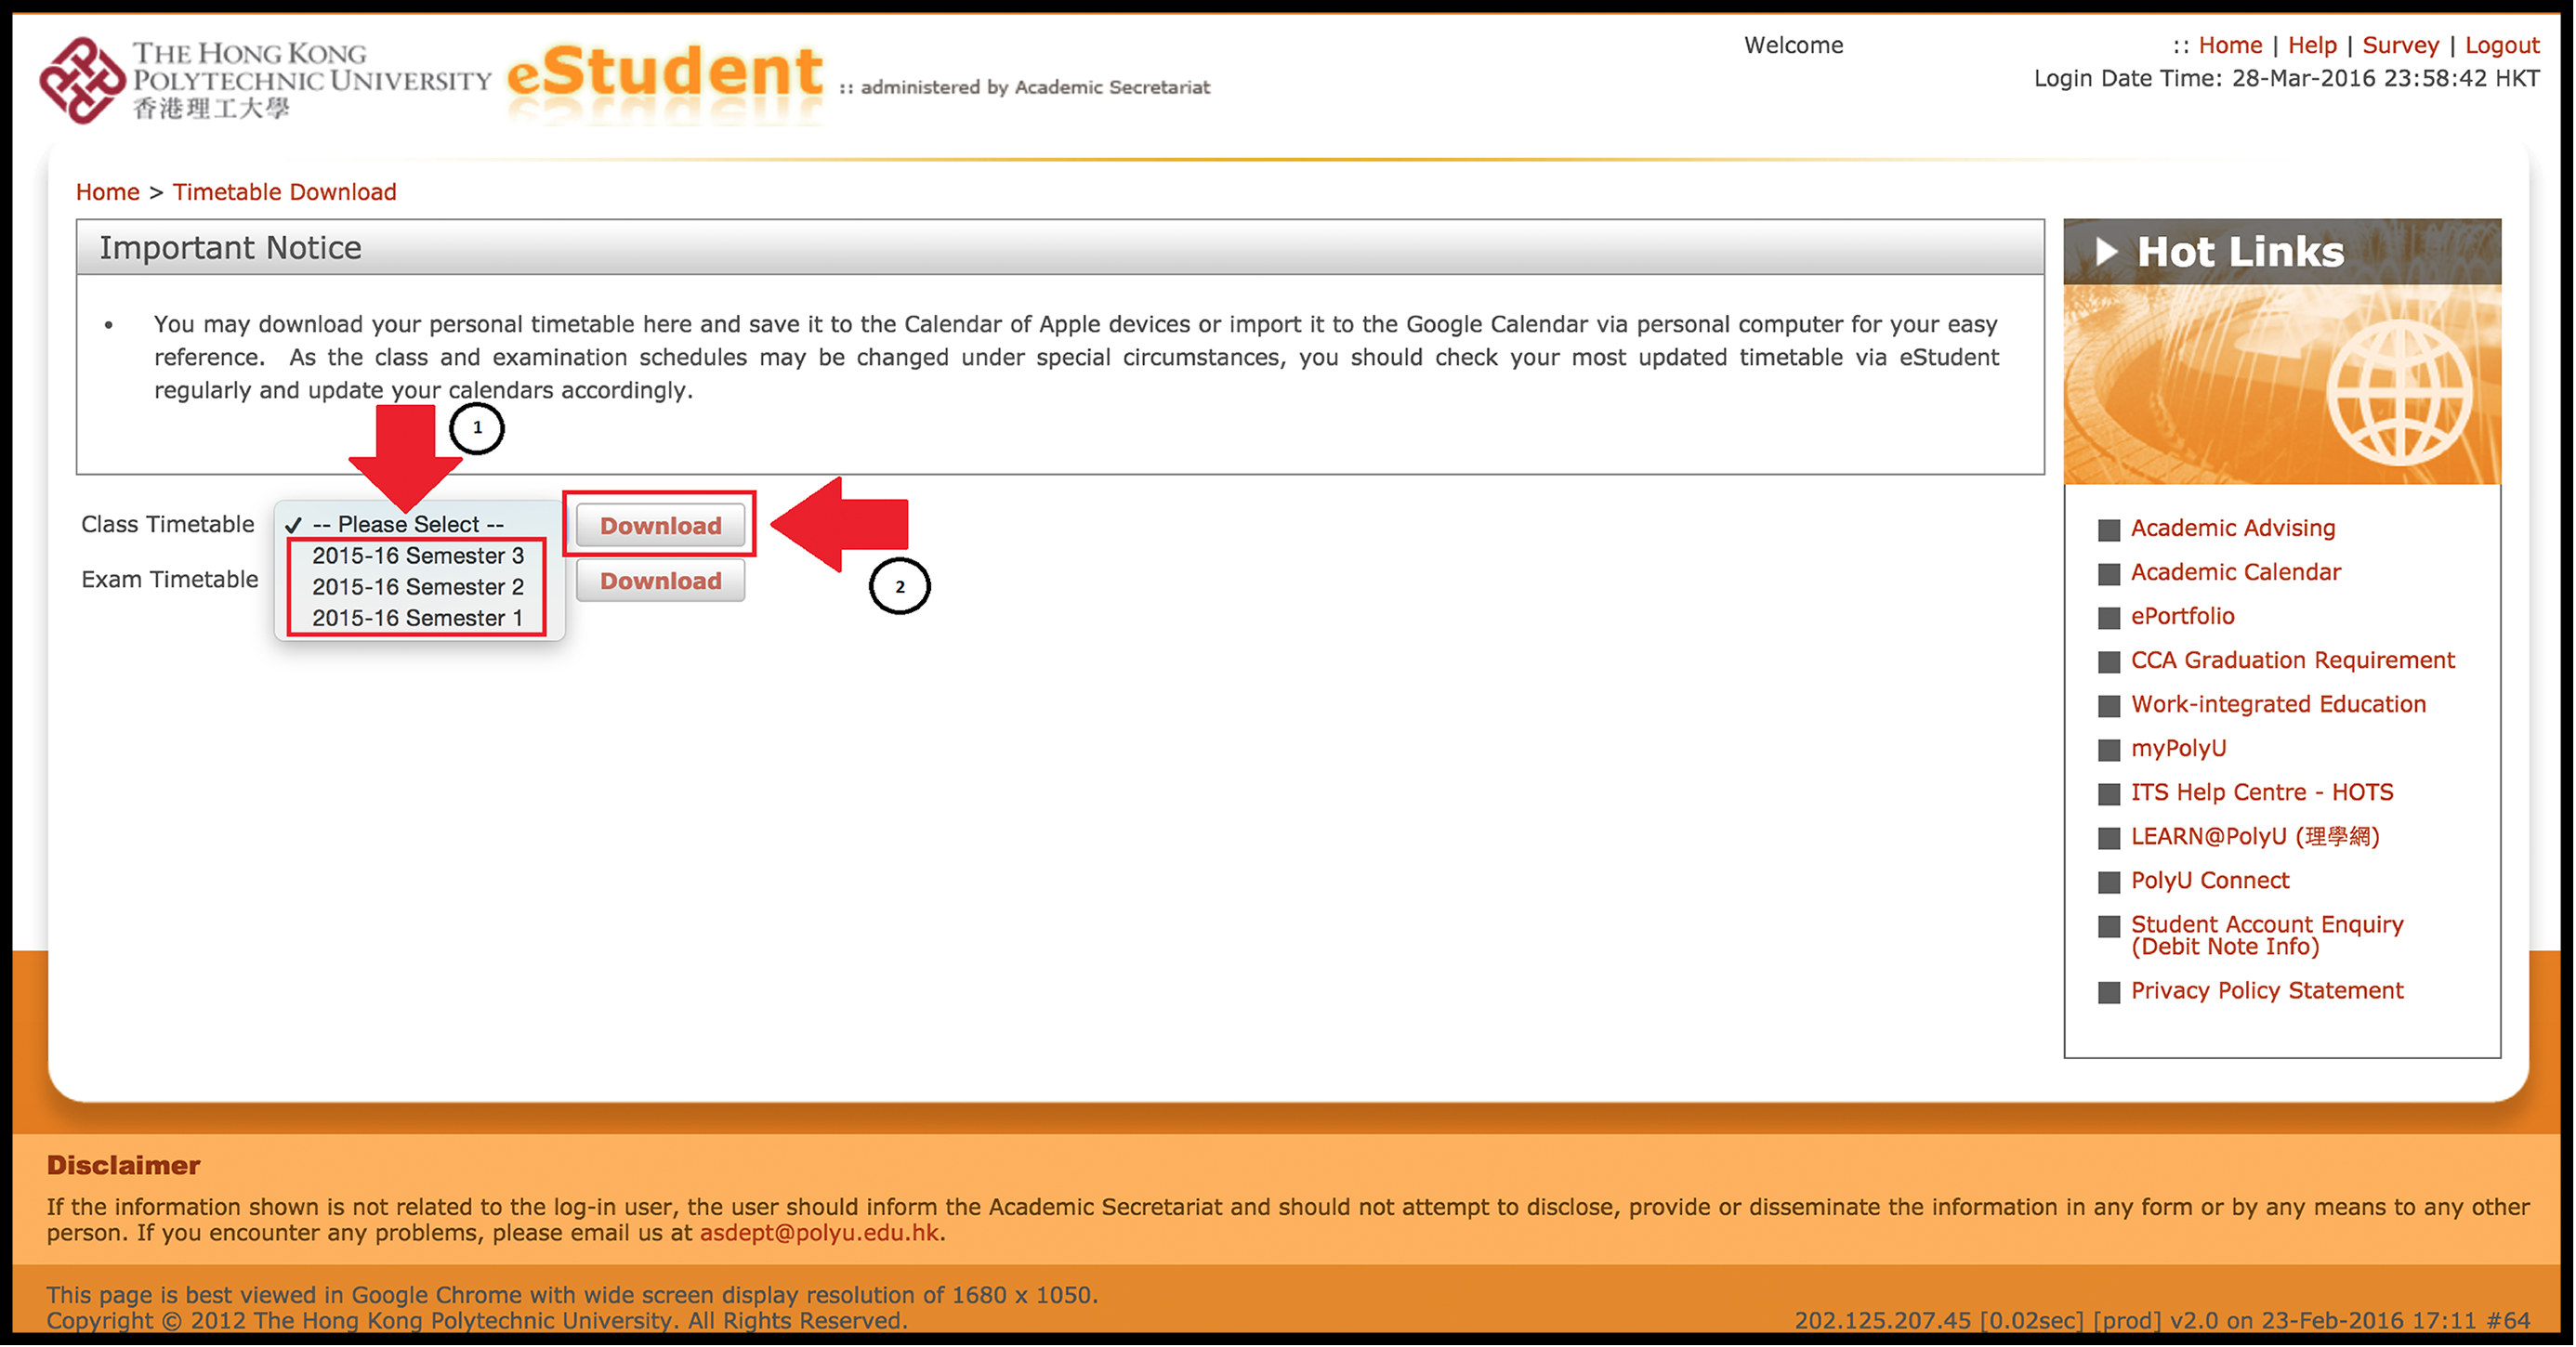 THE HONG KONG
POLYTECHNIC UNIVERSITY
香港理工大學
eStudent
:: administered by Academic Secretariat
Welcome
:: Home | Help | Survey | Logout
Login Date Time: 28-Mar-2016 23:58:42 HKT
Home > Timetable Download
Important Notice
• You may download your personal timetable here and save it to the Calendar of Apple devices or import it to the Google Calendar via personal computer for your easy
reference. As the class and examination schedules may be changed under special circumstances, you should check your most updated timetable via eStudent
regularly and update your calendars accordingly.
1
Class Timetable
✓ -- Please Select --
Download
2015-16 Semester 3
Exam Timetable
2015-16 Semester 2
Download
2
2015-16 Semester 1
Hot Links
Academic Advising
Academic Calendar
ePortfolio
CCA Graduation Requirement
Work-integrated Education
myPolyU
ITS Help Centre - HOTS
LEARN@PolyU (理學網)
PolyU Connect
Student Account Enquiry
(Debit Note Info)
Privacy Policy Statement
Disclaimer
If the information shown is not related to the log-in user, the user should inform the Academic Secretariat and should not attempt to disclose, provide or disseminate the information in any form or by any means to any other
person. If you encounter any problems, please email us at asdept@polyu.edu.hk.
This page is best viewed in Google Chrome with wide screen display resolution of 1680 x 1050.
Copyright © 2012 The Hong Kong Polytechnic University. All Rights Reserved.
202.125.207.45 [0.02sec] [prod] v2.0 on 23-Feb-2016 17:11 #64